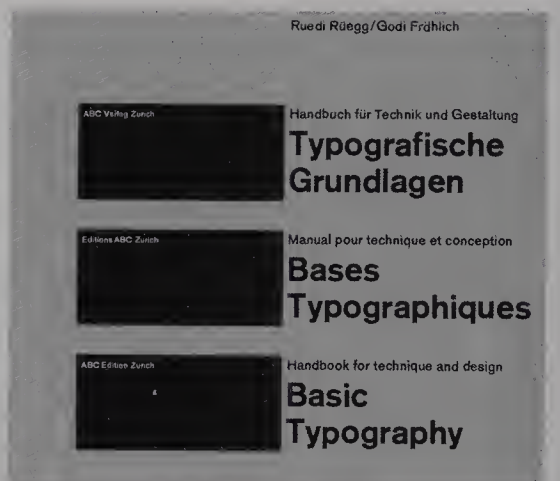 Ruedi Rüegg/Godi Fröhlich
ABC Verlag Zurich
Handbuch für Technik und Gestaltung
Typografische
Grundlagen
Editions ABC Zurich
Manual pour technique et conception
Bases
Typographiques
ABC Edition Zurich
Handbook for technique and design
Basic
Typography